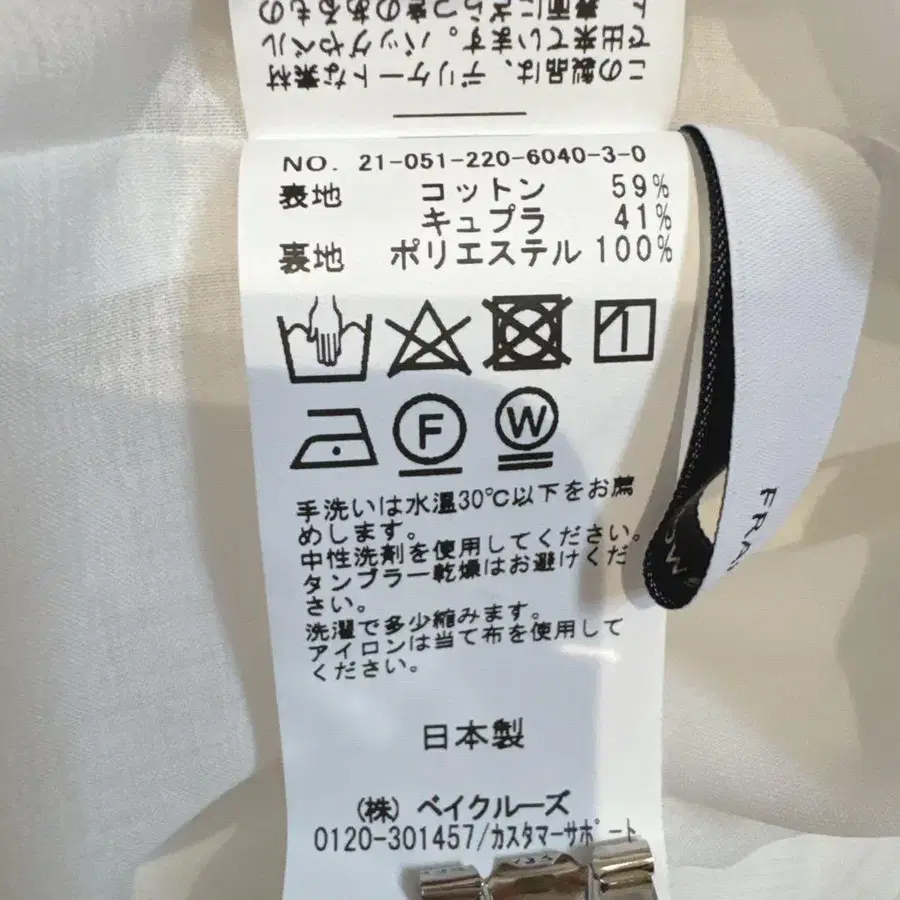 この製品は、デリケートな素材
で出来ています。バッグやベル
NO. 21-051-220-6040-3-0
表地 コットン 59%
キュプラ 41%
裏地 ポリエステル 100%
1
F W
手洗いは水温30℃以下をお薦
めします。
中性洗剤を使用してください。
タンブラー乾燥はお避けくだ
さい。
洗濯で多少縮みます。
アイロンは当て布を使用して
ください。
日本製
(株) ベイクルーズ
0120-301457/カスタマーサポート